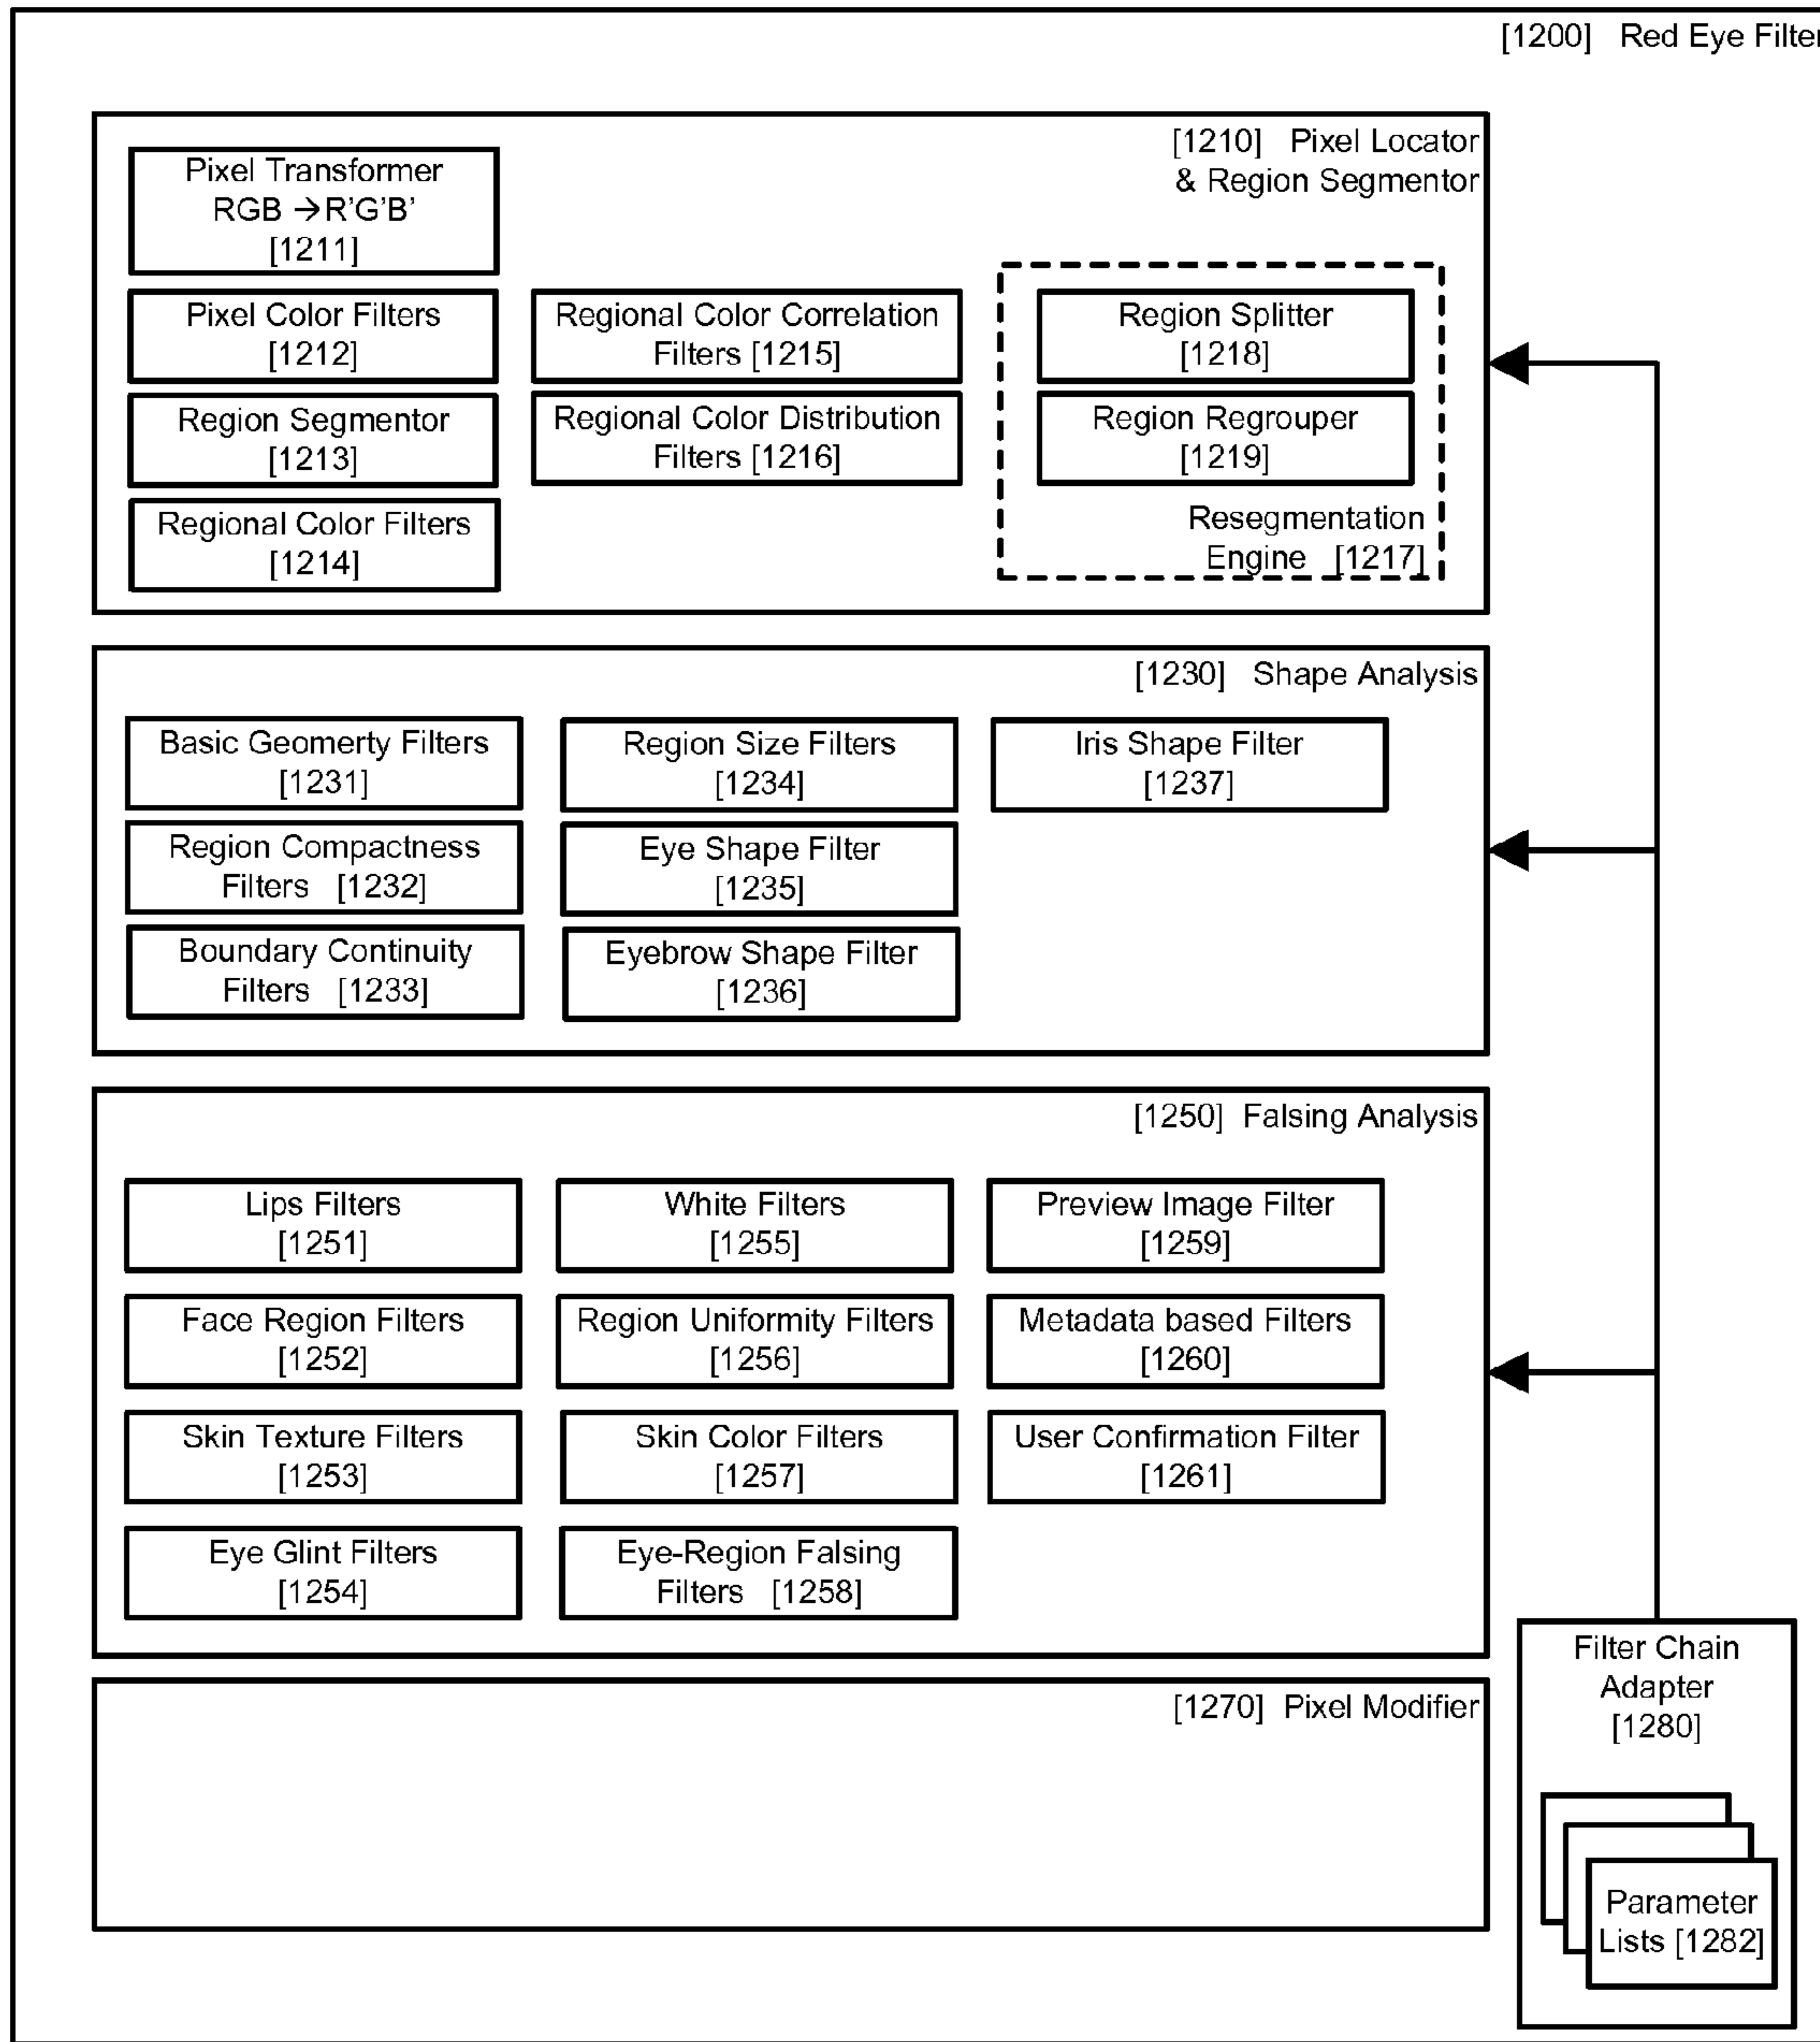 [1200] Red Eye Filter
[1210] Pixel Locator
& Region Segmentor
Pixel Transformer
RGB →R'G'B'
[1211]
Pixel Color Filters
[1212]
Region Segmentor
[1213]
Regional Color Filters
[1214]
Regional Color Correlation
Filters [1215]
Regional Color Distribution
Filters [1216]
Region Splitter
[1218]
Region Regrouper
[1219]
Resegmentation
Engine [1217]
[1230] Shape Analysis
Basic Geomerty Filters
[1231]
Region Compactness
Filters [1232]
Boundary Continuity
Filters [1233]
Region Size Filters
[1234]
Eye Shape Filter
[1235]
Eyebrow Shape Filter
[1236]
Iris Shape Filter
[1237]
[1250] Falsing Analysis
Lips Filters
[1251]
Face Region Filters
[1252]
Skin Texture Filters
[1253]
Eye Glint Filters
[1254]
White Filters
[1255]
Region Uniformity Filters
[1256]
Skin Color Filters
[1257]
Eye-Region Falsing
Filters [1258]
Preview Image Filter
[1259]
Metadata based Filters
[1260]
User Confirmation Filter
[1261]
[1270] Pixel Modifier
Filter Chain
Adapter
[1280]
Parameter
Lists [1282]